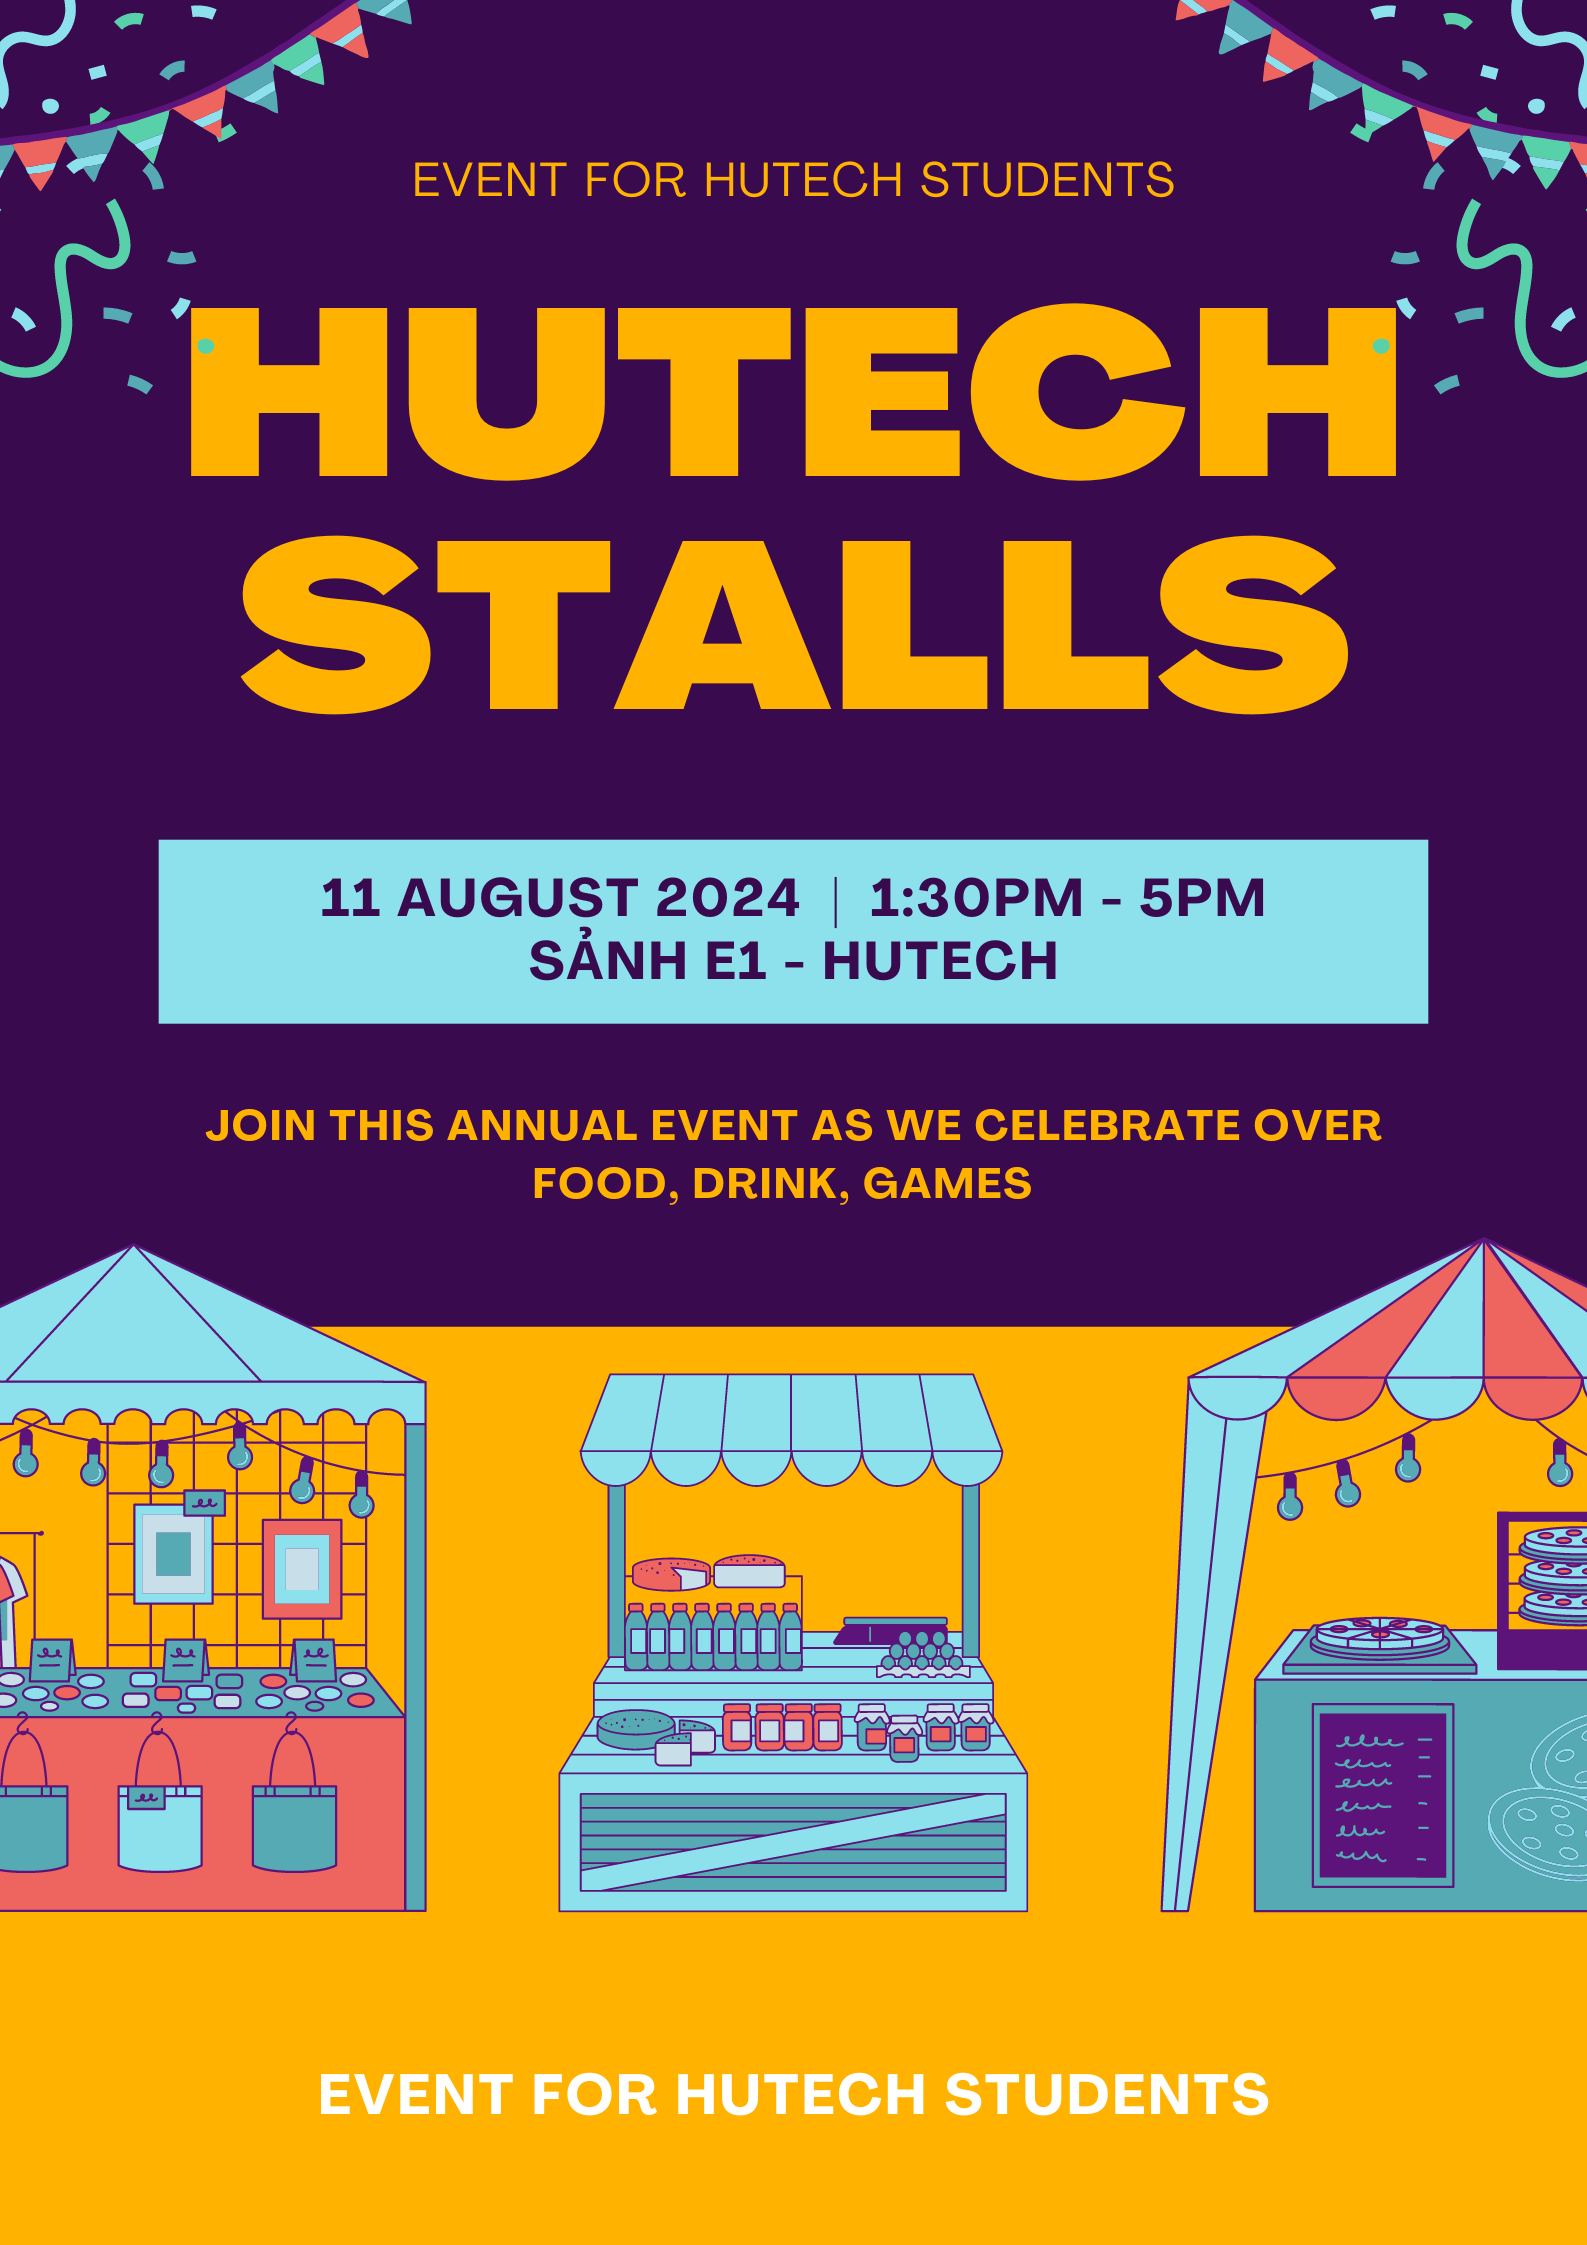 EVENT FOR HUTECH STUDENTS
HUTECH
STALLS
11 AUGUST 2024 | 1:30PM - 5PM
SẢNH E1 - HUTECH
JOIN THIS ANNUAL EVENT AS WE CELEBRATE OVER
FOOD, DRINK, GAMES
EVENT FOR HUTECH STUDENTS